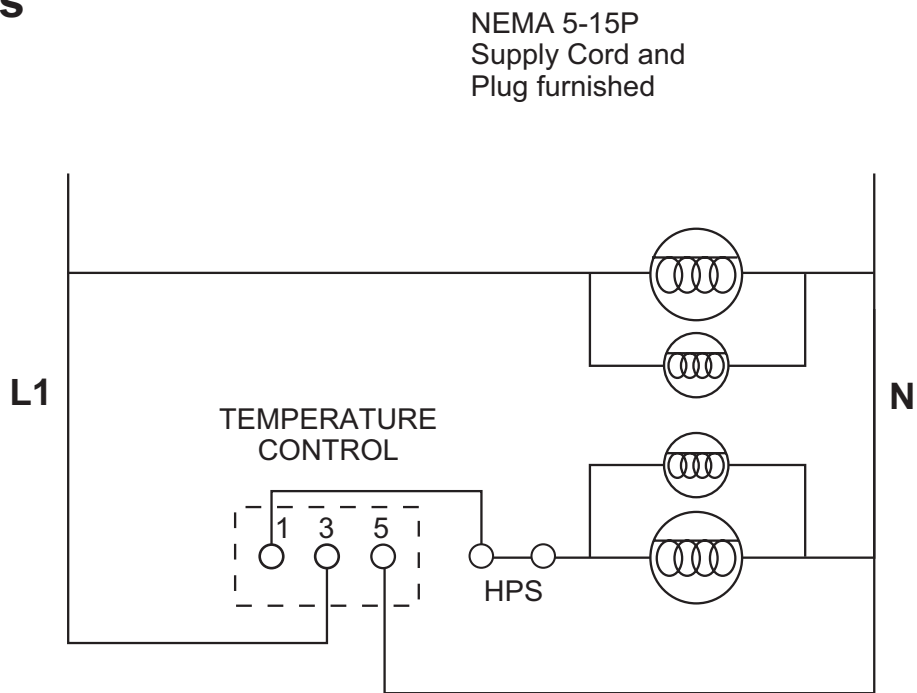 s
NEMA 5-15P
Supply Cord and
Plug furnished
L1
N
TEMPERATURE
CONTROL
1 3 5
HPS